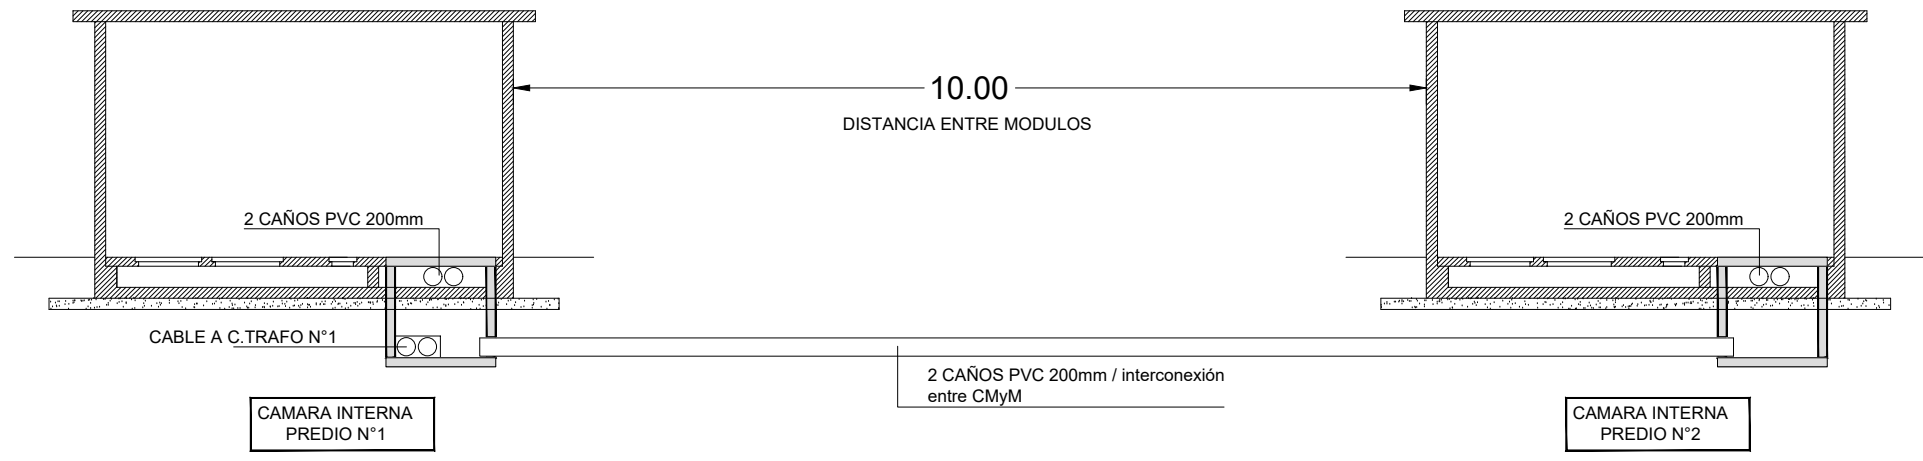 10.00
DISTANCIA ENTRE MODULOS
2 CAÑOS PVC 200mm
2 CAÑOS PVC 200mm
CABLE A C.TRAFO N°1
2 CAÑOS PVC 200mm / interconexión
entre CMyM
CAMARA INTERNA
PREDIO N°1
CAMARA INTERNA
PREDIO N°2